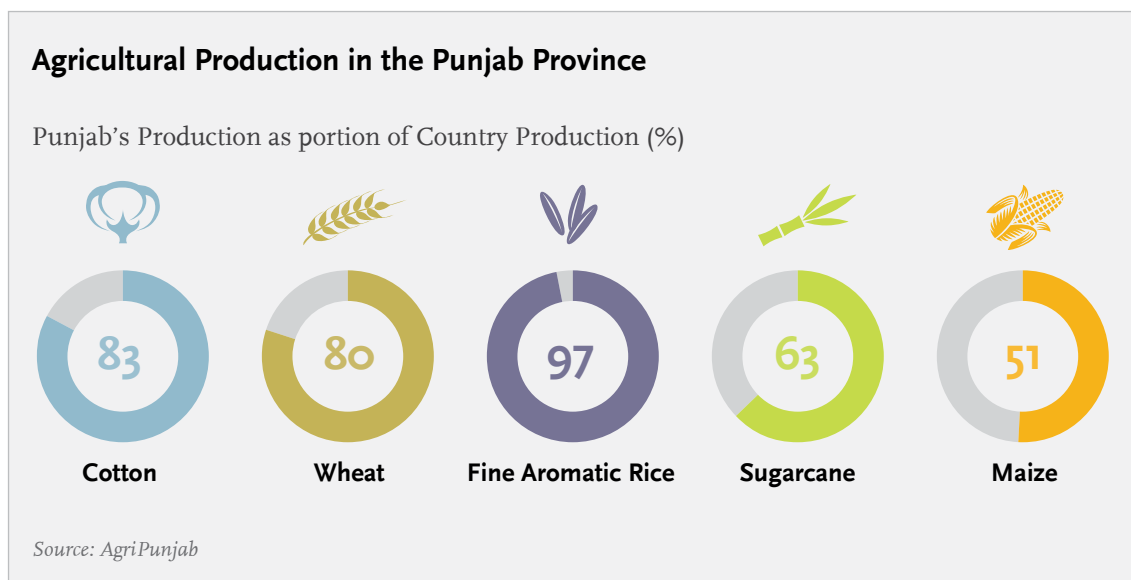 Agricultural Production in the Punjab Province
Punjab's Production as portion of Country Production (%)
83
80
97
63
51
Cotton
Wheat
Fine Aromatic Rice
Sugarcane
Maize
Source: AgriPunjab